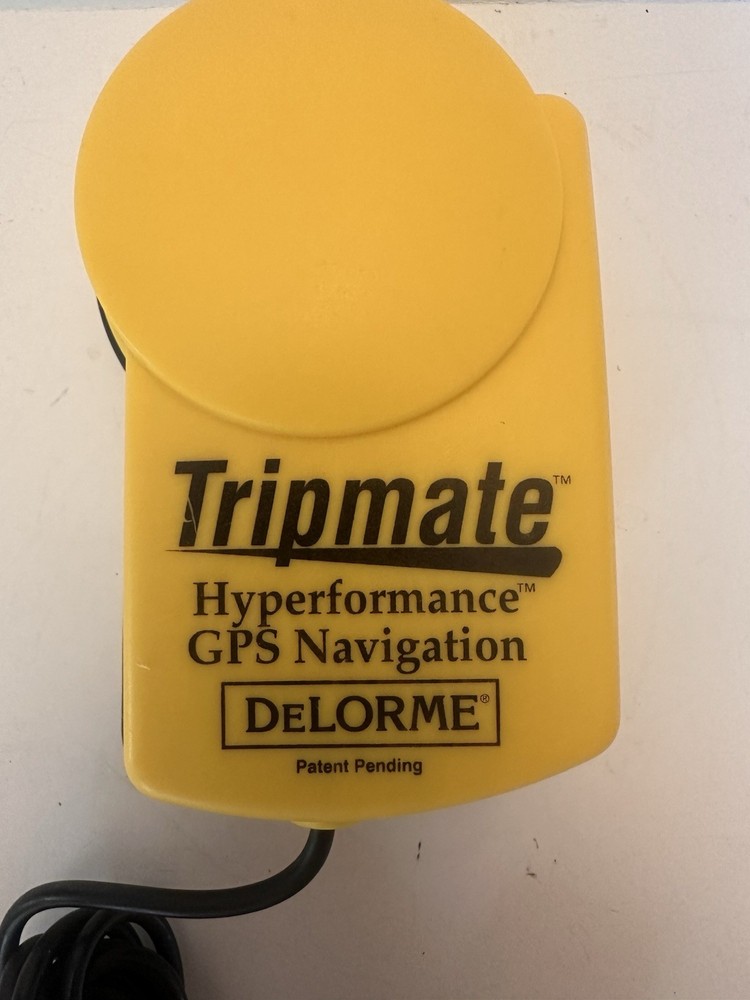 Tripmate™
Hyperformance™
GPS Navigation
DELORME®
Patent Pending